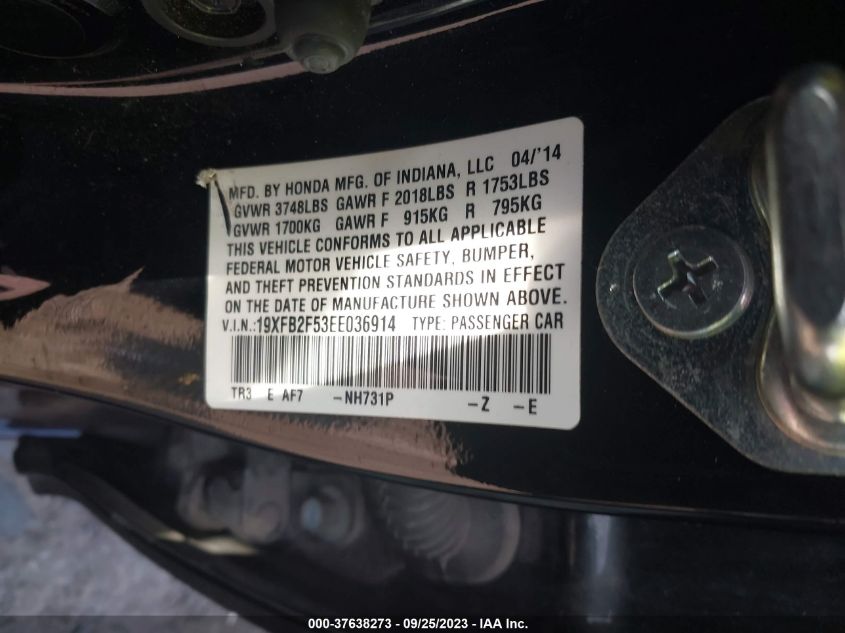 MFD. BY HONDA MFG. OF INDIANA, LLC 04/'14
GVWR 3748LBS GAWR F 2018LBS R 1753LBS
GVWR 1700KG GAWR F 915KG R 795KG
THIS VEHICLE CONFORMS TO ALL APPLICABLE
FEDERAL MOTOR VEHICLE SAFETY, BUMPER,
AND THEFT PREVENTION STANDARDS IN EFFECT
ON THE DATE OF MANUFACTURE SHOWN ABOVE.
V.I.N.:19XFB2F53EE036914 TYPE: PASSENGER CAR
TR3 E AF7 -NH731P -Z -E
000-37638273 - 09/25/2023 - IAA Inc.